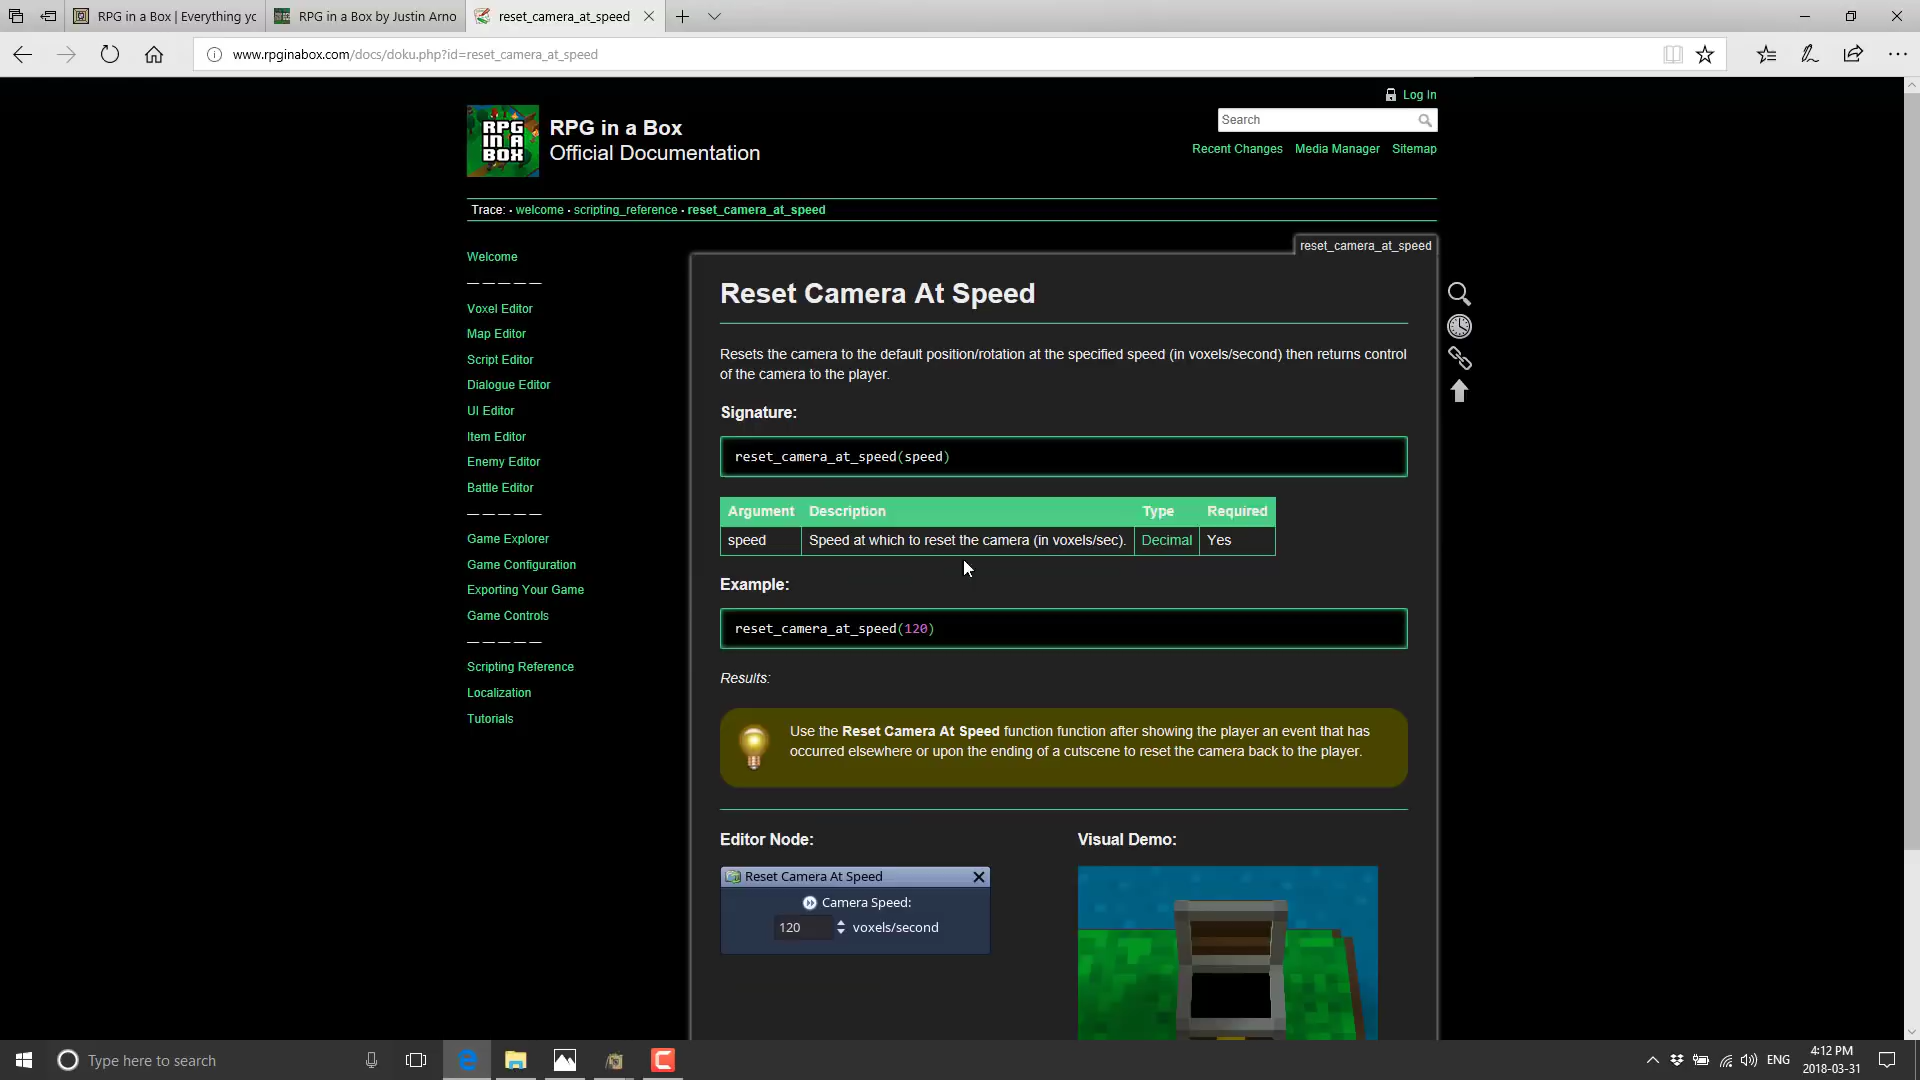 RPG in a Box | Everything yo
RPG in a Box by Justin Arno
reset_camera_at_speed
www.rpginabox.com/docs/doku.php?id=reset_camera_at_speed
Log In
RPG
IN A
BOX
RPG in a Box
Official Documentation
Search
Recent Changes Media Manager Sitemap
Trace: • welcome • scripting_reference • reset_camera_at_speed
reset_camera_at_speed
Welcome
— — — — —
Voxel Editor
Map Editor
Script Editor
Dialogue Editor
UI Editor
Item Editor
Enemy Editor
Battle Editor
— — — — —
Game Explorer
Game Configuration
Exporting Your Game
Game Controls
— — — — —
Scripting Reference
Localization
Tutorials
Reset Camera At Speed
Resets the camera to the default position/rotation at the specified speed (in voxels/second) then returns control
of the camera to the player.
Signature:
reset_camera_at_speed(speed)
Argument Description Type Required
speed Speed at which to reset the camera (in voxels/sec). Decimal Yes
Example:
reset_camera_at_speed(120)
Results:
Use the Reset Camera At Speed function function after showing the player an event that has
occurred elsewhere or upon the ending of a cutscene to reset the camera back to the player.
Editor Node:
Visual Demo:
Reset Camera At Speed
Camera Speed:
120 voxels/second
Type here to search
ENG
4:12 PM
2018-03-31